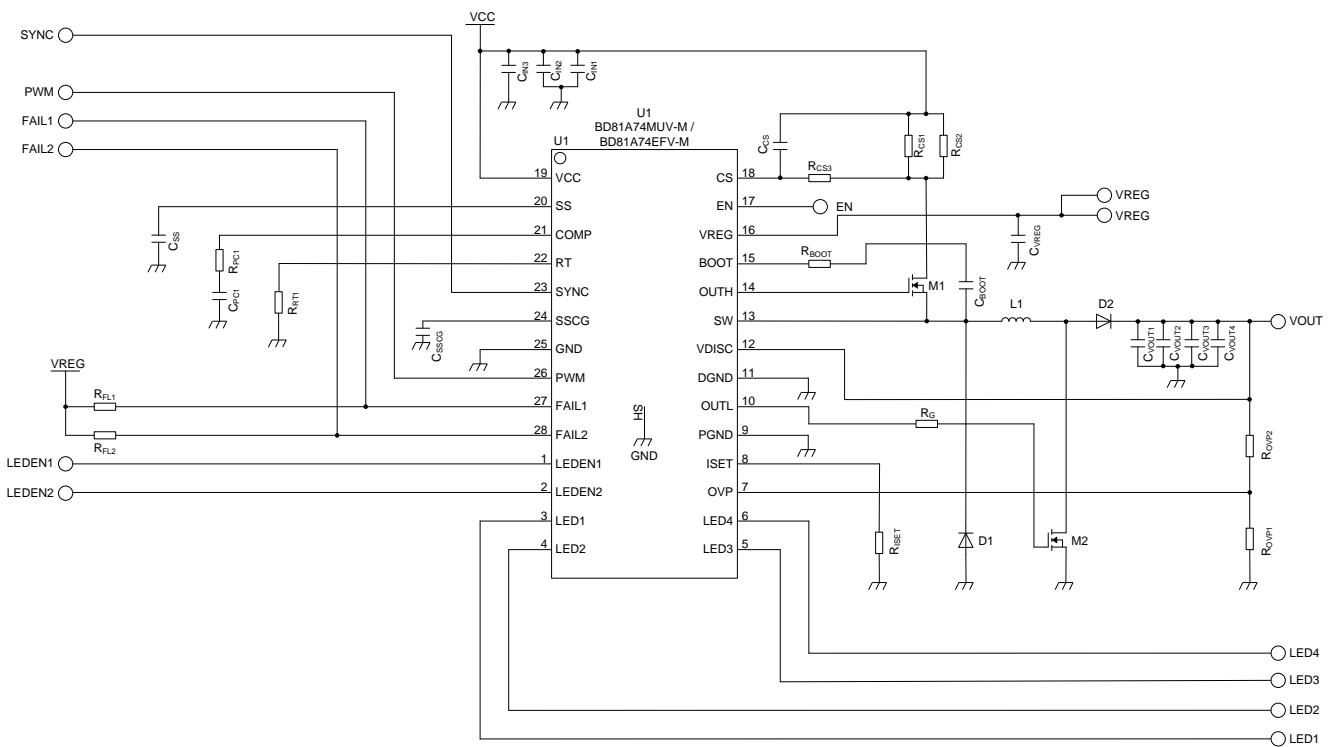 VCC
SYNC
CIN3
CIN2
CIN1
PWM
FAIL1
FAIL2
U1
BD81A74MUV-M /
BD81A74EFV-M
U1
CCS
RCS1
RCS2
RCS3
19 VCC
20 SS
21 COMP
22 RT
23 SYNC
24 SSCG
25 GND
26 PWM
27 FAIL1
28 FAIL2
1 LEDEN1
2 LEDEN2
3 LED1
4 LED2
CS 18
EN 17
VREG 16
BOOT 15
OUTH 14
SW 13
VDISC 12
DGND 11
OUTL 10
PGND 9
ISET 8
OVP 7
LED4 6
LED3 5
SH
GND
EN
VREG
VREG
CVREG
RBOOT
CBOOT
M1
L1
D2
VOUT
CVOUT1
CVOUT2
CVOUT3
CVOUT4
CSS
RPC1
CPC1
RRT1
CSSCG
VREG
RFL1
RFL2
LEDEN1
LEDEN2
RG
ROVP2
ROVP1
RISET
D1
M2
LED4
LED3
LED2
LED1